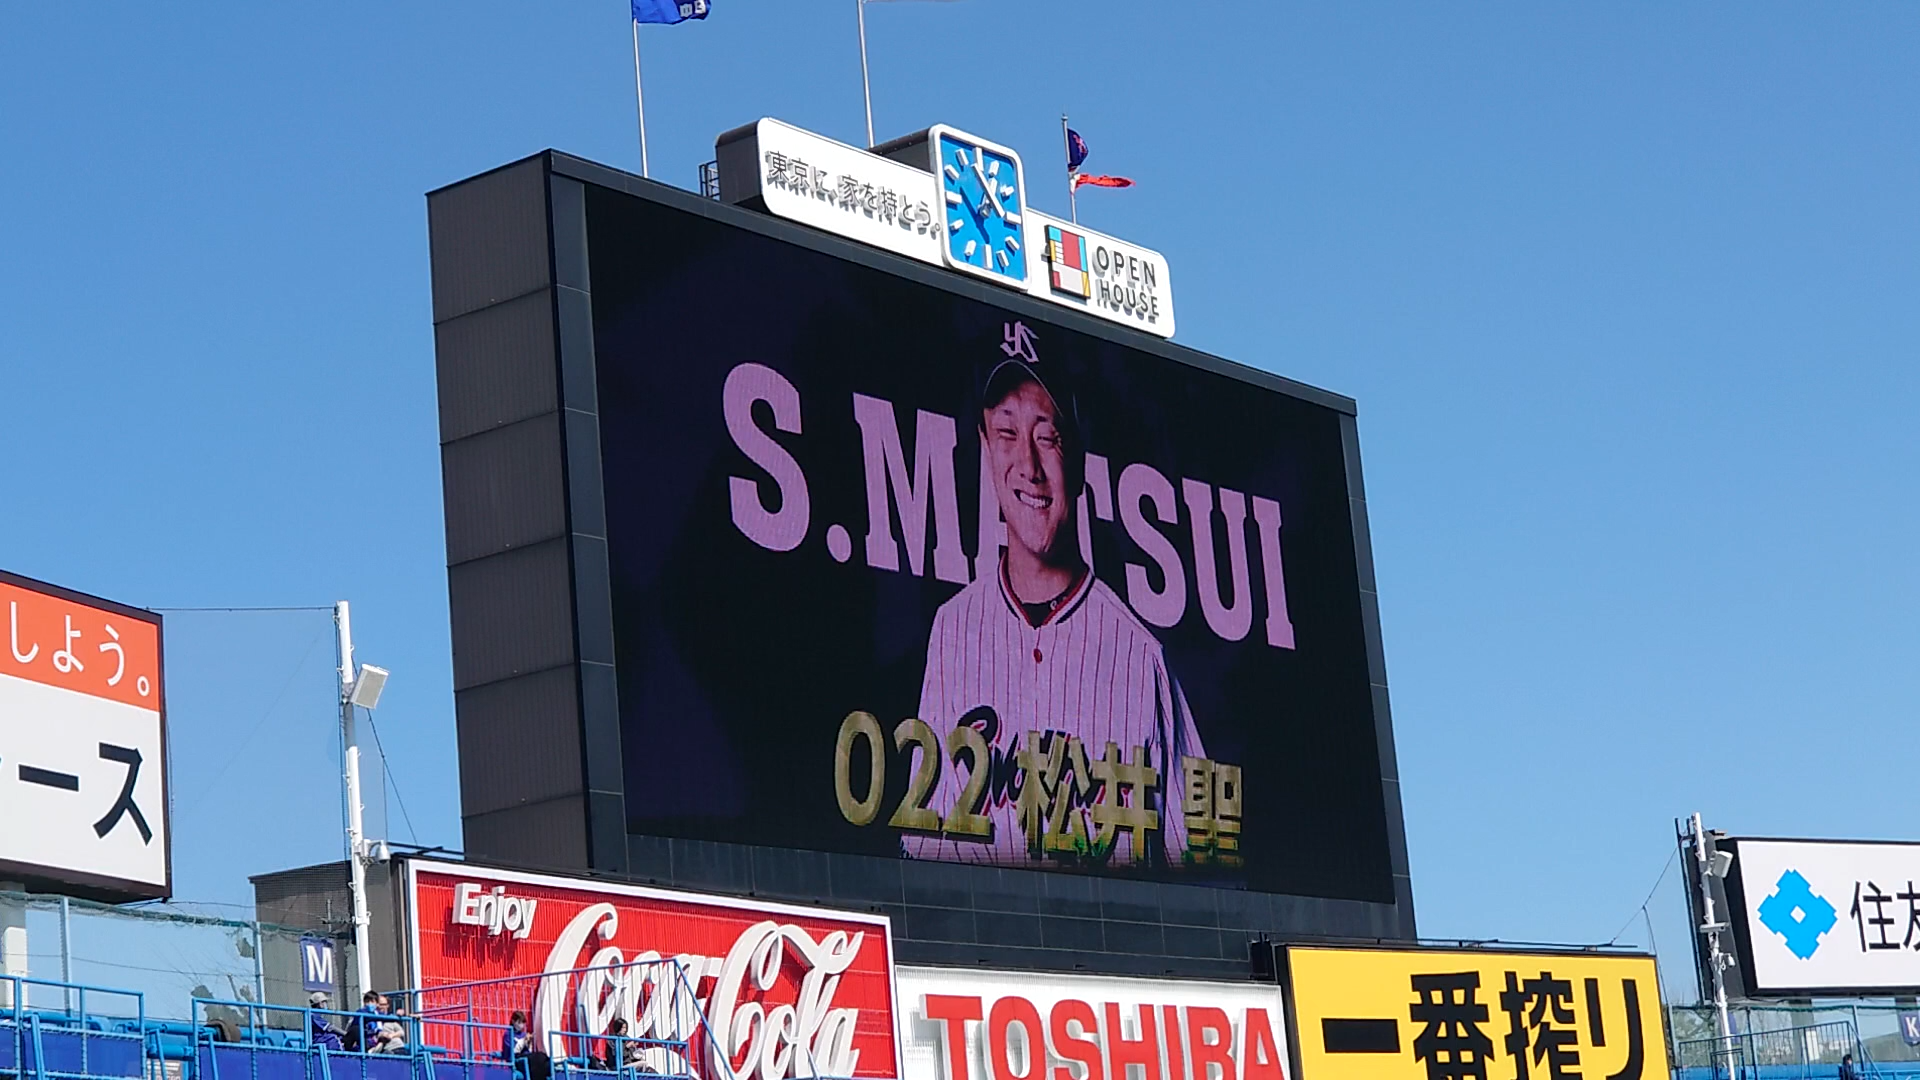 東京に、家を持とう。
OPEN
HOUSE
YS
S.MATSUI
022 松井 聖
しよう。
ース
Enjoy
Coca-Cola
M
TOSHIBA
一番搾り
住友
K